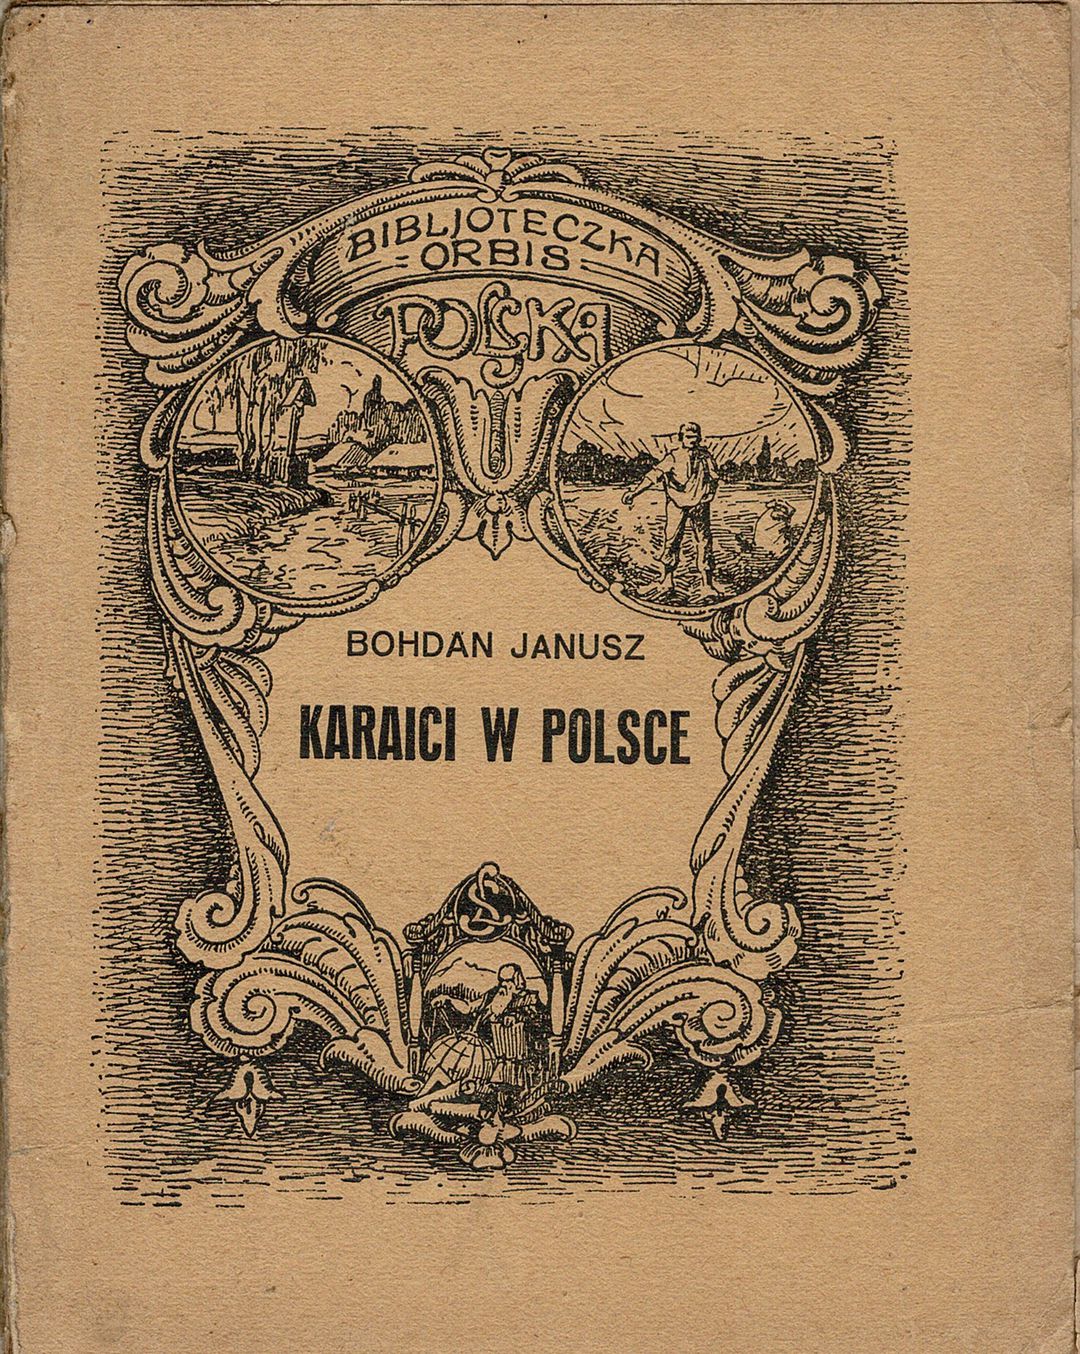 BIBLJOTECZKA
ORBIS
POLSKA
BOHDAN JANUSZ
KARAICI W POLSCE